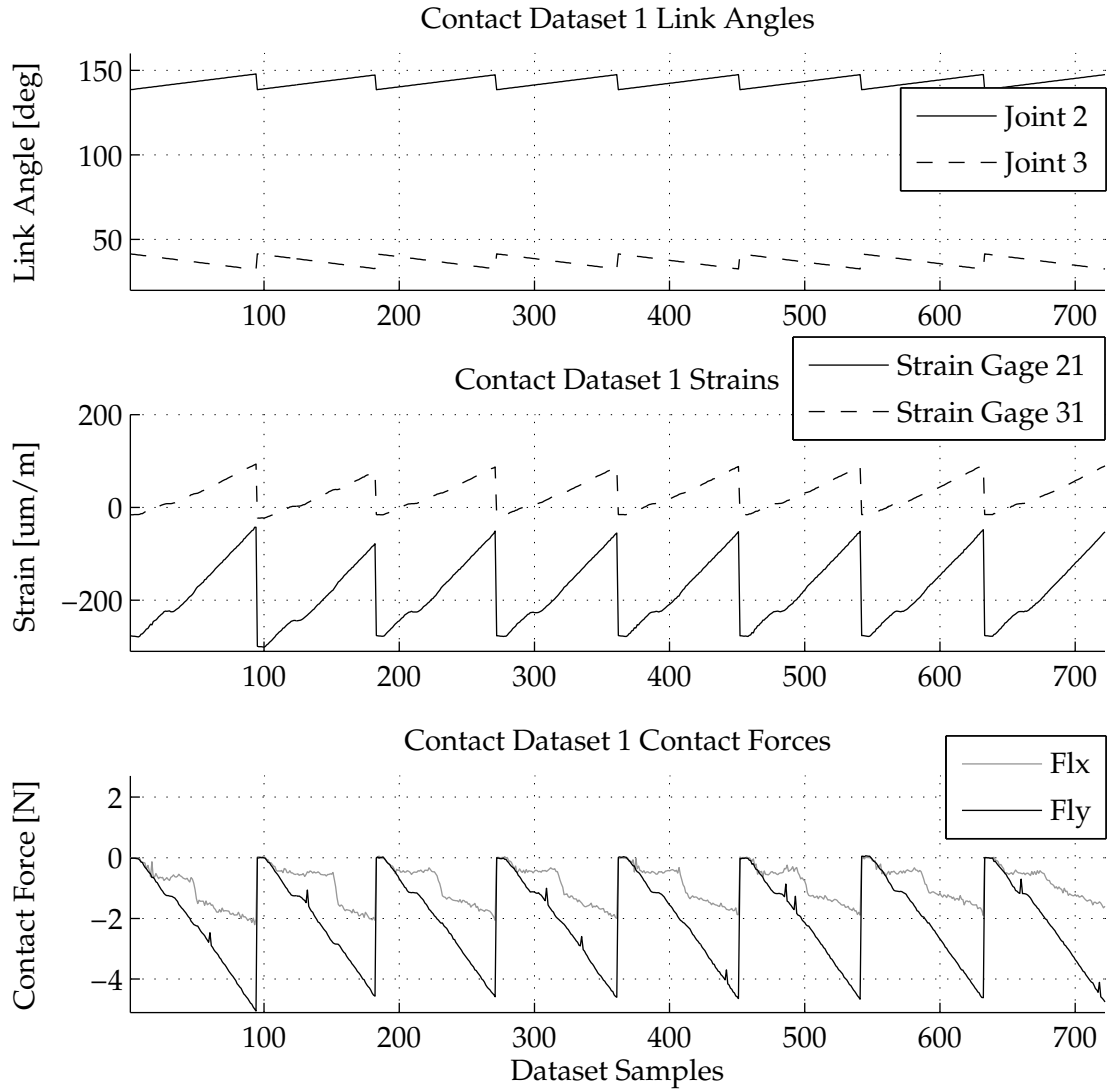 Contact Dataset 1 Link Angles
Link Angle [deg]
150
100
50
Joint 2
Joint 3
100 200 300 400 500 600 700
Contact Dataset 1 Strains
Strain [um/m]
200
0
−200
Strain Gage 21
Strain Gage 31
100 200 300 400 500 600 700
Contact Dataset 1 Contact Forces
Contact Force [N]
2
0
−2
−4
Flx
Fly
100 200 300 400 500 600 700
Dataset Samples